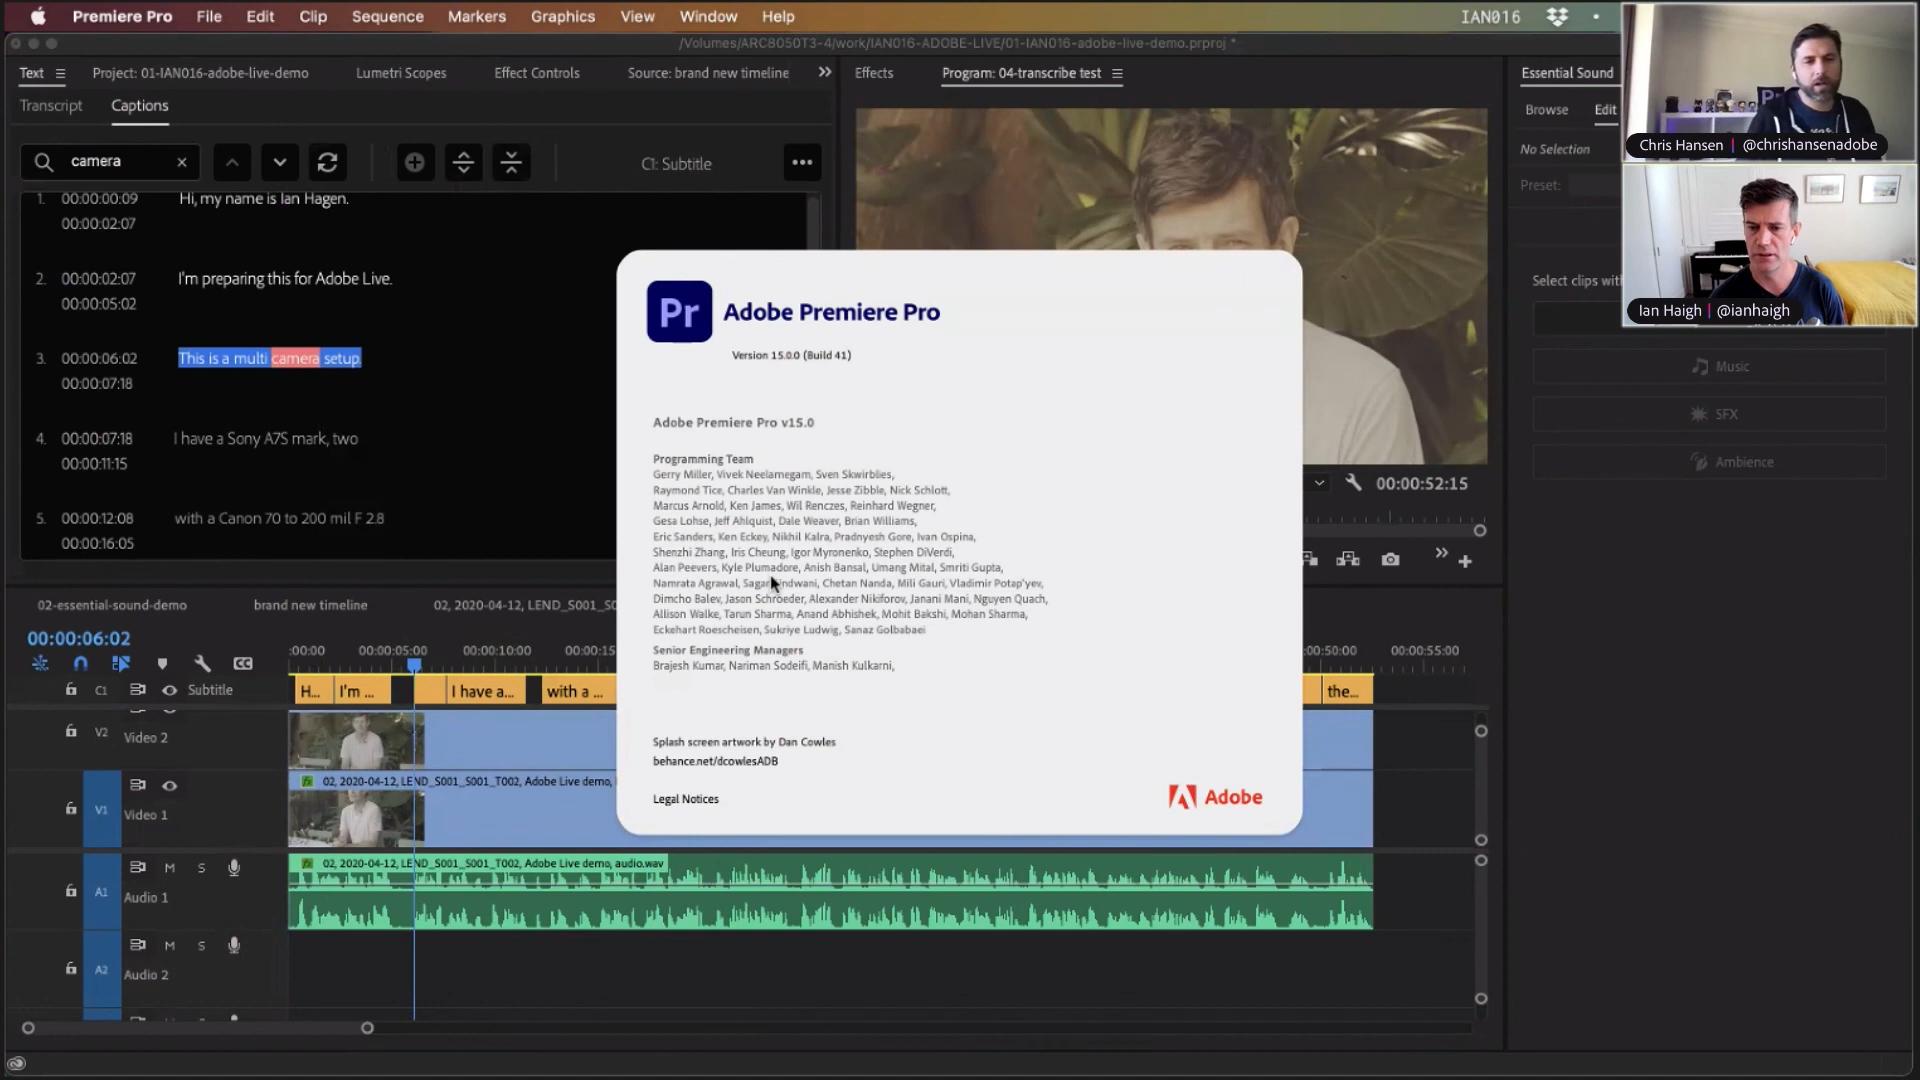 Premiere Pro File Edit Clip Sequence Markers Graphics View Window Help IAN016
/Volumes/ARC8050T3-4/work/IAN016-ADOBE-LIVE/01-IAN016-adobe-live-demo.prproj *
Text Project: 01-IAN016-adobe-live-demo Lumetri Scopes Effect Controls Source: brand new timeline Effects Program: 04-transcribe test Essential Sound
Transcript Captions
Browse Edit
camera
C1: Subtitle
No Selection
Chris Hansen | @chrishansenadobe
Preset:
1. 00:00:00:09 Hi, my name is Ian Hagen.
00:00:02:07
2. 00:00:02:07 I'm preparing this for Adobe Live.
00:00:05:02
Select clips
Ian Haigh | @ianhaigh
3. 00:00:06:02 This is a multi camera setup.
00:00:07:18
4. 00:00:07:18 I have a Sony A7S mark, two
00:00:11:15
5. 00:00:12:08 with a Canon 70 to 200 mil F 2.8
00:00:16:05
Music
SFX
Ambience
00:00:52:15
Pr Adobe Premiere Pro
Version 15.0.0 (Build 41)
Adobe Premiere Pro v15.0
Programming Team
Gerry Miller, Vivek Neelamegam, Sven Skwirblies,
Raymond Tice, Charles Van Winkle, Jesse Zibble, Nick Schlott,
Marcus Arnold, Ken James, Wil Renczes, Reinhard Wegner,
Gesa Lohse, Jeff Ahlquist, Dale Weaver, Brian Williams,
Eric Sanders, Ken Eckey, Nikhil Kalra, Pradnyesh Gore, Ivan Ospina,
Shenzhi Zhang, Iris Cheung, Igor Myronenko, Stephen DiVerdi,
Alan Peevers, Kyle Plumadore, Anish Bansal, Umang Mital, Smriti Gupta,
Namrata Agrawal, Chetan Nanda, Mili Gauri, Vladimir Potap'yev,
Dimcho Balev, Jason Schroeder, Alexander Nikiforov, Janani Mani, Nguyen Quach,
Allison Walke, Tarun Sharma, Anand Abhishek, Mohit Bakshi, Mohan Sharma,
Eckehart Roescheisen, Sukriye Ludwig, Sanaz Golbabaei
Senior Engineering Managers
Brajesh Kumar, Nariman Sodeifi, Manish Kulkarni,
Splash screen artwork by Dan Cowles
behance.net/dcowlesADB
Legal Notices
Adobe
02-essential-sound-demo brand new timeline 02, 2020-04-12, LEND_S001_S0
00:00:06:02
:00:00 00:00:05:00 00:00:10:00 00:00:15 00:50:00 00:00:55:00
C1 Subtitle H... I'm ... I have a... with a ... the...
V2 Video 2
02, 2020-04-12, LEND_S001_S001_T002, Adobe Live demo,
V1 Video 1
M S 02, 2020-04-12, LEND_S001_S001_T002, Adobe Live demo, audio.wav
A1 Audio 1
M S
A2 Audio 2